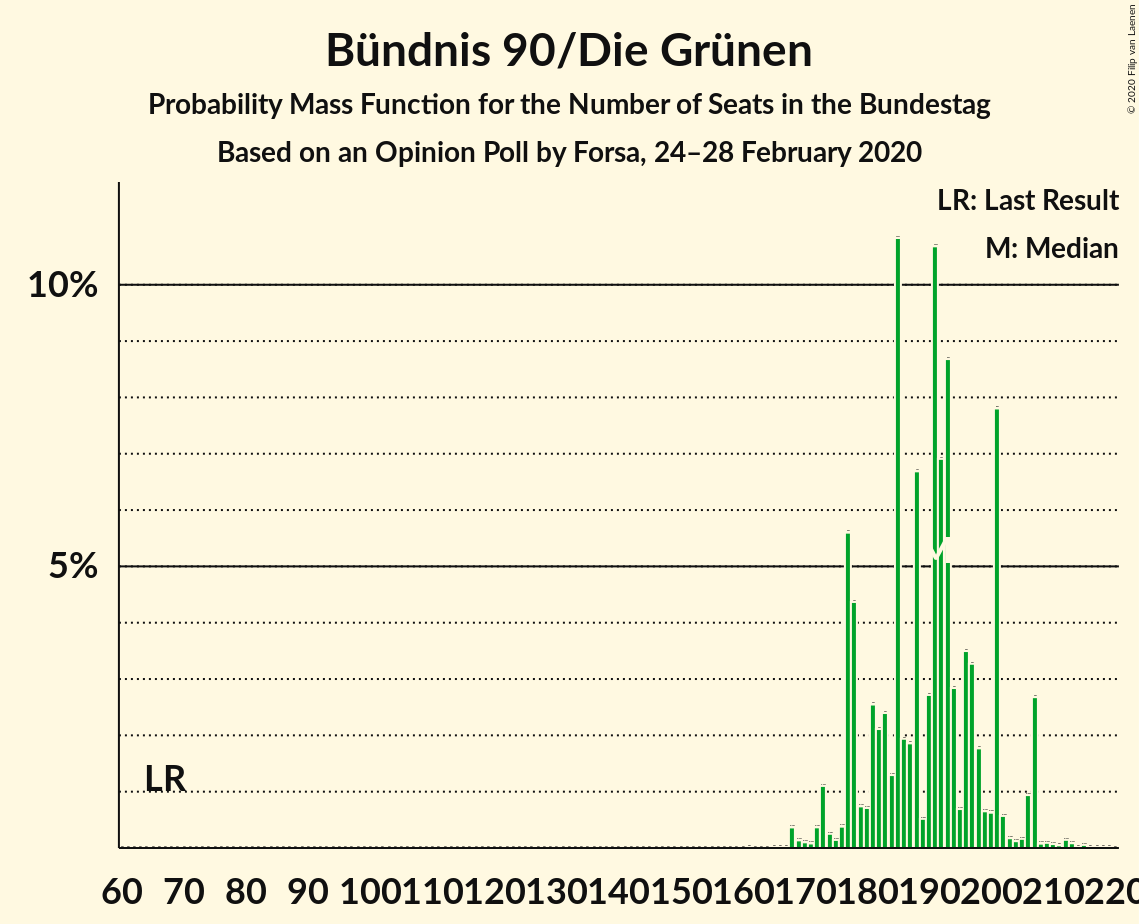 Bündnis 90/Die Grünen
Probability Mass Function for the Number of Seats in the Bundestag
Based on an Opinion Poll by Forsa, 24–28 February 2020
© 2020 Filip van Laenen
LR: Last Result
M: Median
10%
5%
M
LR
60 70 80 90 100 110 120 130 140 150 160 170 180 190 200 210 220